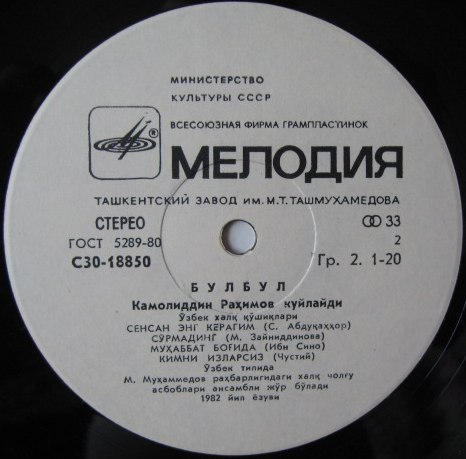 МИНИСТЕРСТВО
КУЛЬТУРЫ СССР
ВСЕСОЮЗНАЯ ФИРМА ГРАМПЛАСТИНОК
®
МЕЛОДИЯ
ТАШКЕНТСКИЙ ЗАВОД ИМ. М.Т. ТАШМУХАМЕДОВА
СТЕРЕО 33
ГОСТ 5289-80 2
С30-18850 Гр. 2. 1-20
БУЛБУЛ
Камолиддин Раҳимов куйлайди
Ўзбек халқ қўшиқлари
СЕНСАН ЭНГ КЕРАГИМ (С. Абдуқаҳҳор)
СЎРМАДИНГ (М. Зайниддинова)
МУҲАББАТ БОҒИДА (Ибн Сино)
КИМНИ ИЗЛАРСИЗ (Чустий)
Ўзбек тилида
М. Муҳаммедов раҳбарлигидаги халқ чолғу
асбоблари ансамбли жўр бўлади
1982 йил ёзуви